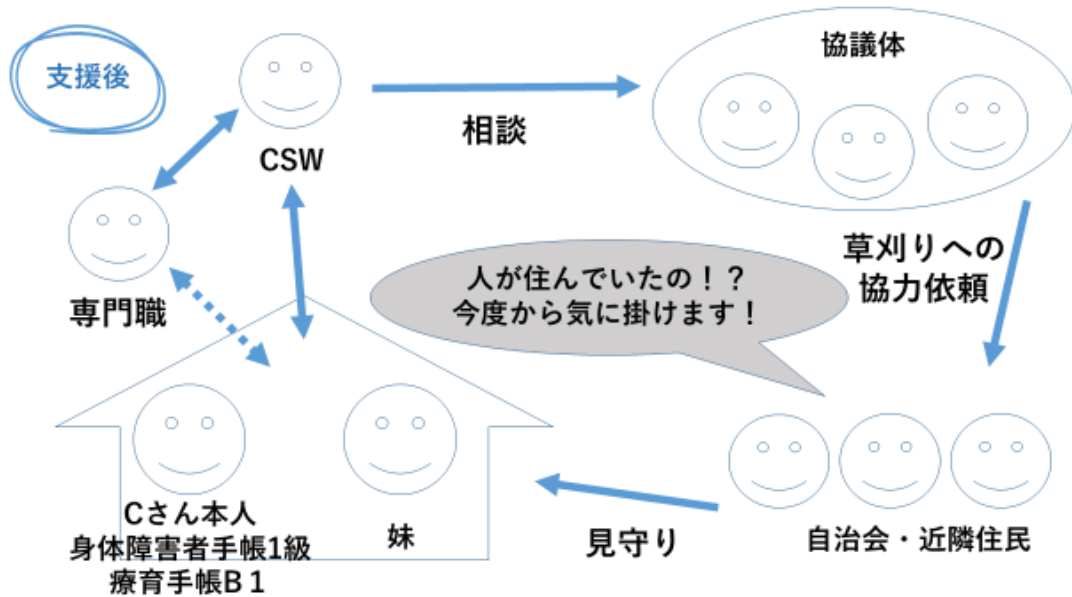 支援後
CSW
相談
協議体
専門職
草刈りへの
協力依頼
人が住んでいたの！？
今度から気に掛けます！
Cさん本人
身体障害者手帳1級
療育手帳B１
妹
見守り
自治会・近隣住民